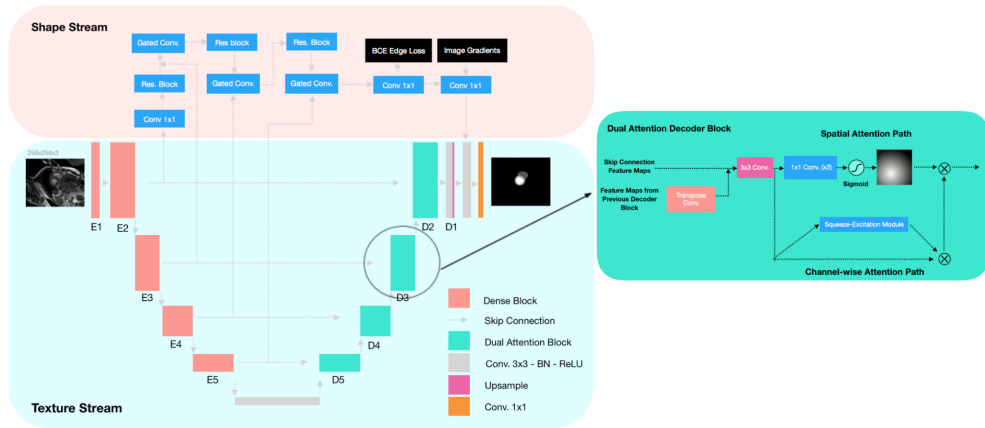 Shape Stream
Gated Conv.
Res block
Res. Block
BCE Edge Loss
Image Gradients
Res. Block
Gated Conv.
Gated Conv.
Conv 1x1
Conv 1x1
Conv 1x1
256x256x3
E1
E2
D2
D1
E3
D3
E4
D4
E5
D5
Texture Stream
Dense Block
Skip Connection
Dual Attention Block
Conv. 3x3 - BN - ReLU
Upsample
Conv. 1x1
Dual Attention Decoder Block
Spatial Attention Path
Skip Connection
Feature Maps
3x3 Conv.
1x1 Conv. (x2)
Sigmoid
Feature Maps from
Previous Decoder
Block
Transpose
Conv.
Squeeze-Excitation Module
Channel-wise Attention Path